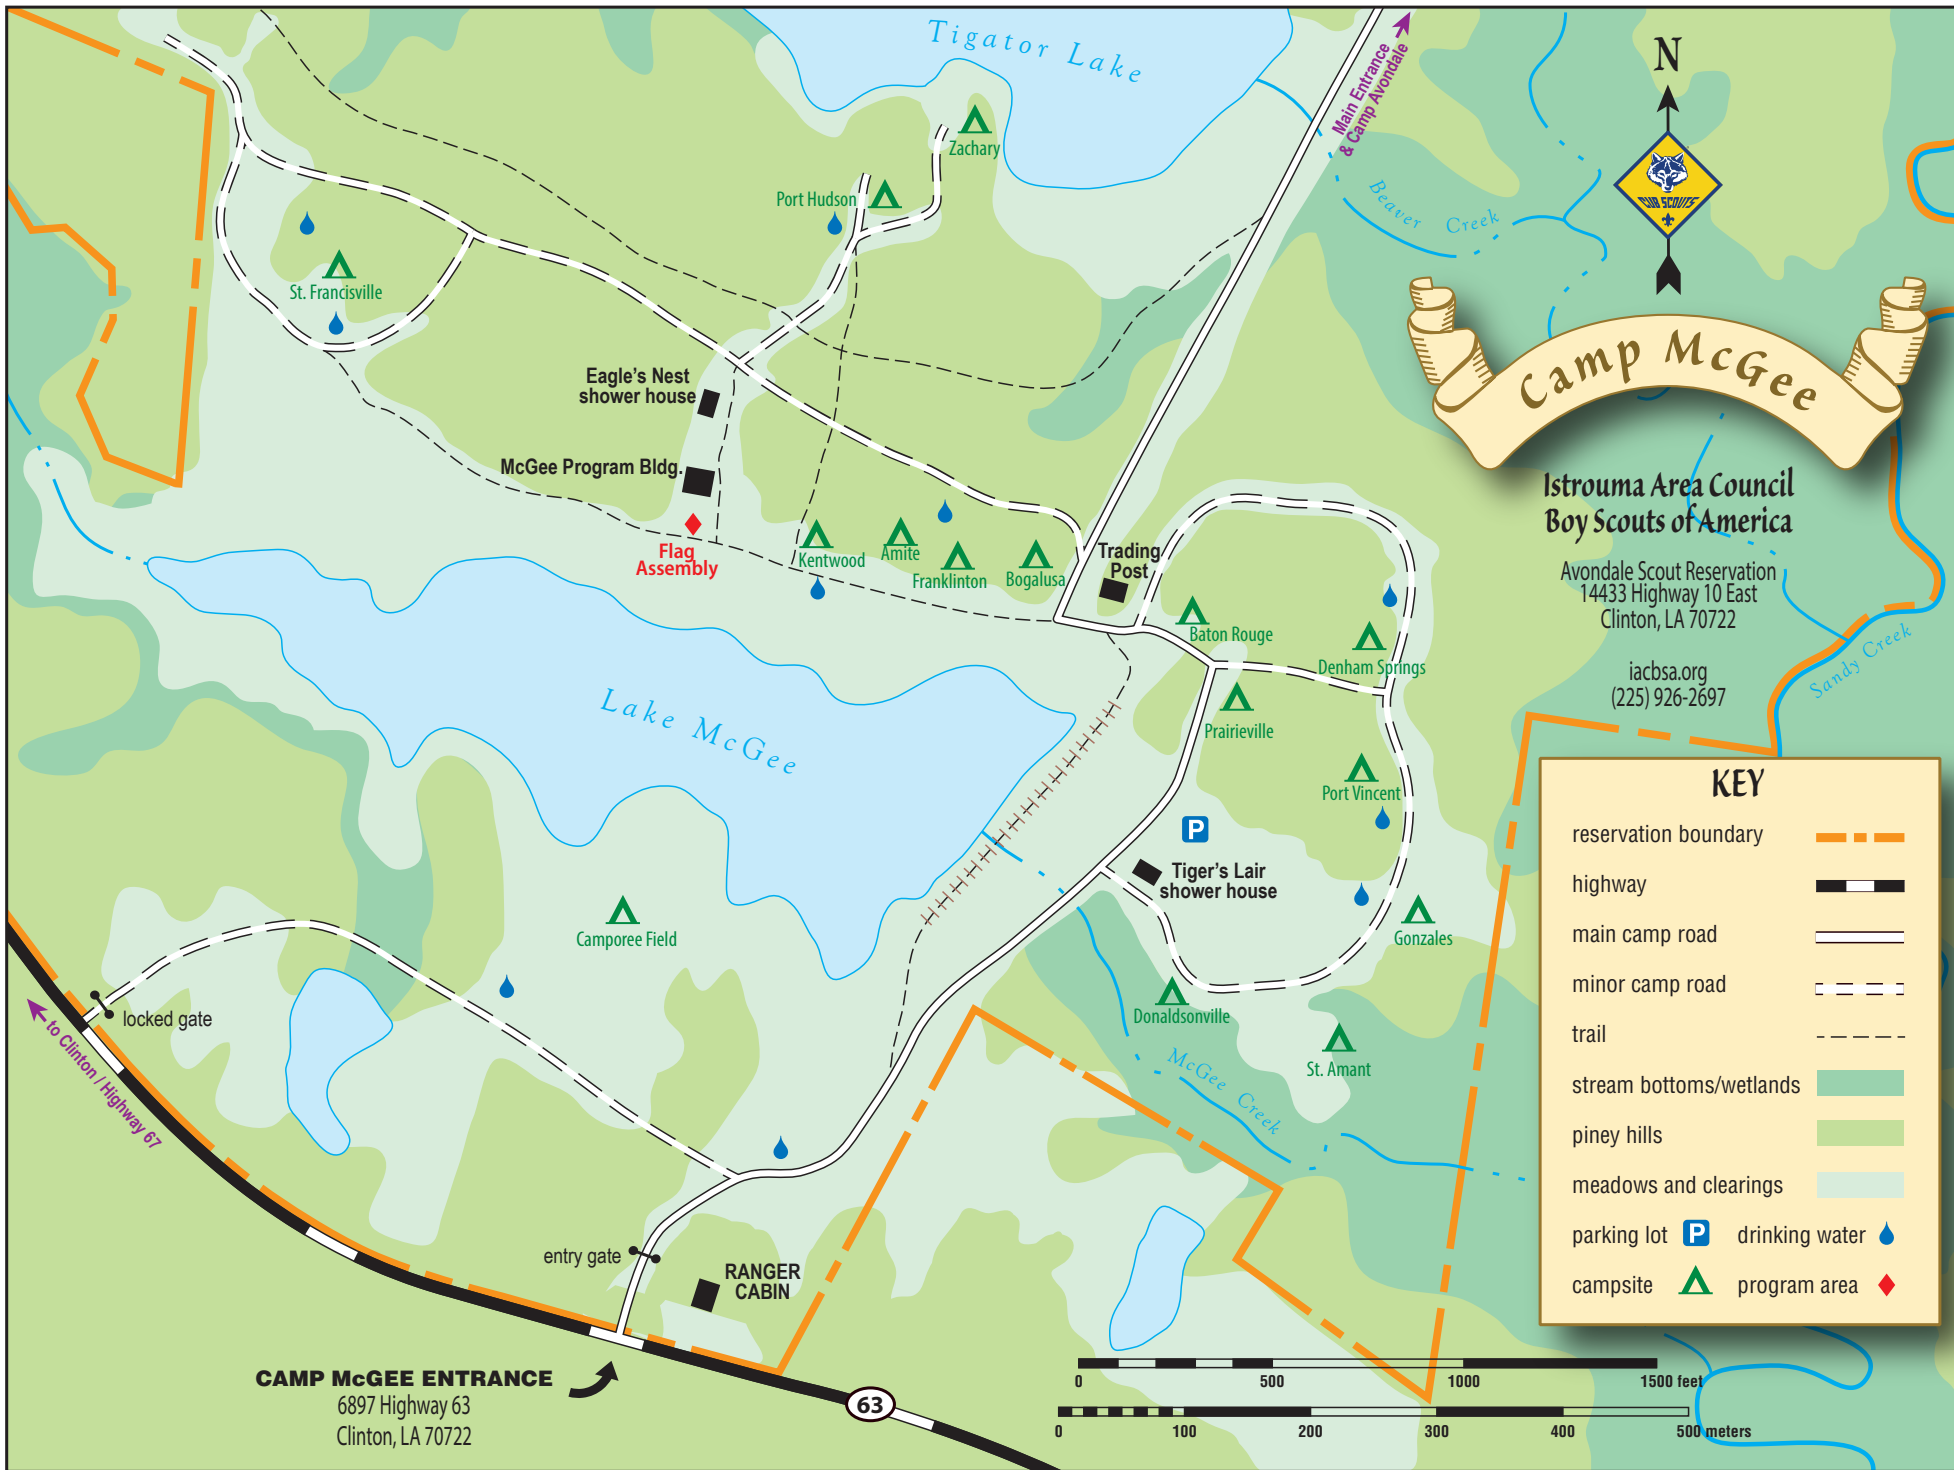 Tigator Lake
Main Entrance
& Camp Avondale
N
CUB SCOUTS
Zachary
Port Hudson
Beaver Creek
St. Francisville
Camp McGee
Eagle's Nest
shower house
McGee Program Bldg.
Istrouma Area Council
Boy Scouts of America
Flag
Assembly
Kentwood
Amite
Franklinton
Bogalusa
Trading
Post
Avondale Scout Reservation
14433 Highway 10 East
Clinton, LA 70722
Baton Rouge
Denham Springs
Sandy Creek
iacbsa.org
(225) 926-2697
Lake McGee
Prairieville
Port Vincent
P
Tiger's Lair
shower house
Camporee Field
Gonzales
locked gate
to Clinton / Highway 67
Donaldsonville
St. Amant
McGee Creek
entry gate
RANGER
CABIN
CAMP McGEE ENTRANCE
6897 Highway 63
Clinton, LA 70722
63
KEY
reservation boundary
highway
main camp road
minor camp road
trail
stream bottoms/wetlands
piney hills
meadows and clearings
parking lot P drinking water
campsite program area
0 500 1000 1500 feet
0 100 200 300 400 500 meters